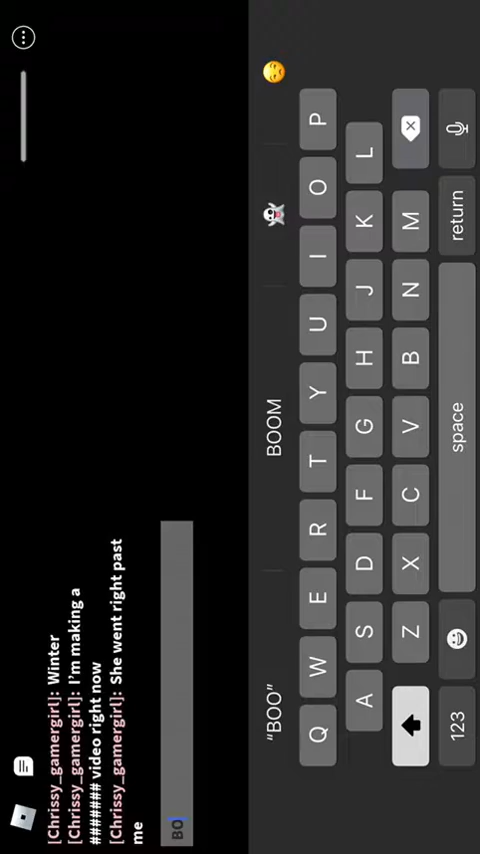 [Chrissy_gamergirl]: Winter
[Chrissy_gamergirl]: I'm making a
####### video right now
[Chrissy_gamergirl]: She went right past
me
BO
"BOO" BOOM 👻 😔
Q W E R T Y U I O P
A S D F G H J K L
Z X C V B N M
123 space return